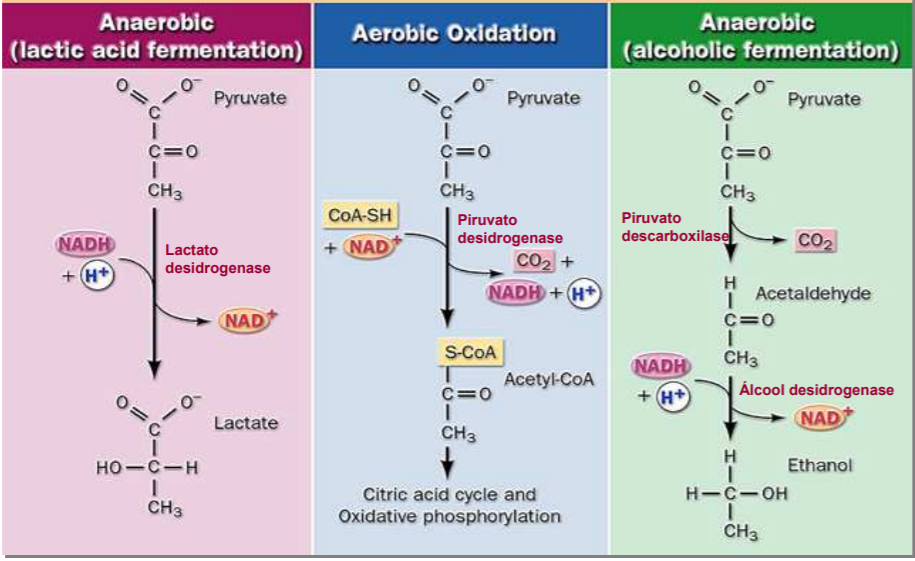 Anaerobic
(lactic acid fermentation)
O
O⁻
Pyruvate
C
C=O
CH₃
NADH
+ H⁺
Lactato
desidrogenase
NAD⁺
O
O⁻
Lactate
C
HO—C—H
CH₃
Aerobic Oxidation
O
O⁻
Pyruvate
C
C=O
CH₃
CoA-SH
+ NAD⁺
Piruvato
desidrogenase
CO₂ +
NADH + H⁺
S-CoA
Acetyl-CoA
C=O
CH₃
Citric acid cycle and
Oxidative phosphorylation
Anaerobic
(alcoholic fermentation)
O
O⁻
Pyruvate
C
C=O
CH₃
Piruvato
descarboxilase
CO₂
H
Acetaldehyde
C=O
CH₃
NADH
+ H⁺
Álcool desidrogenase
NAD⁺
H
Ethanol
H—C—OH
CH₃